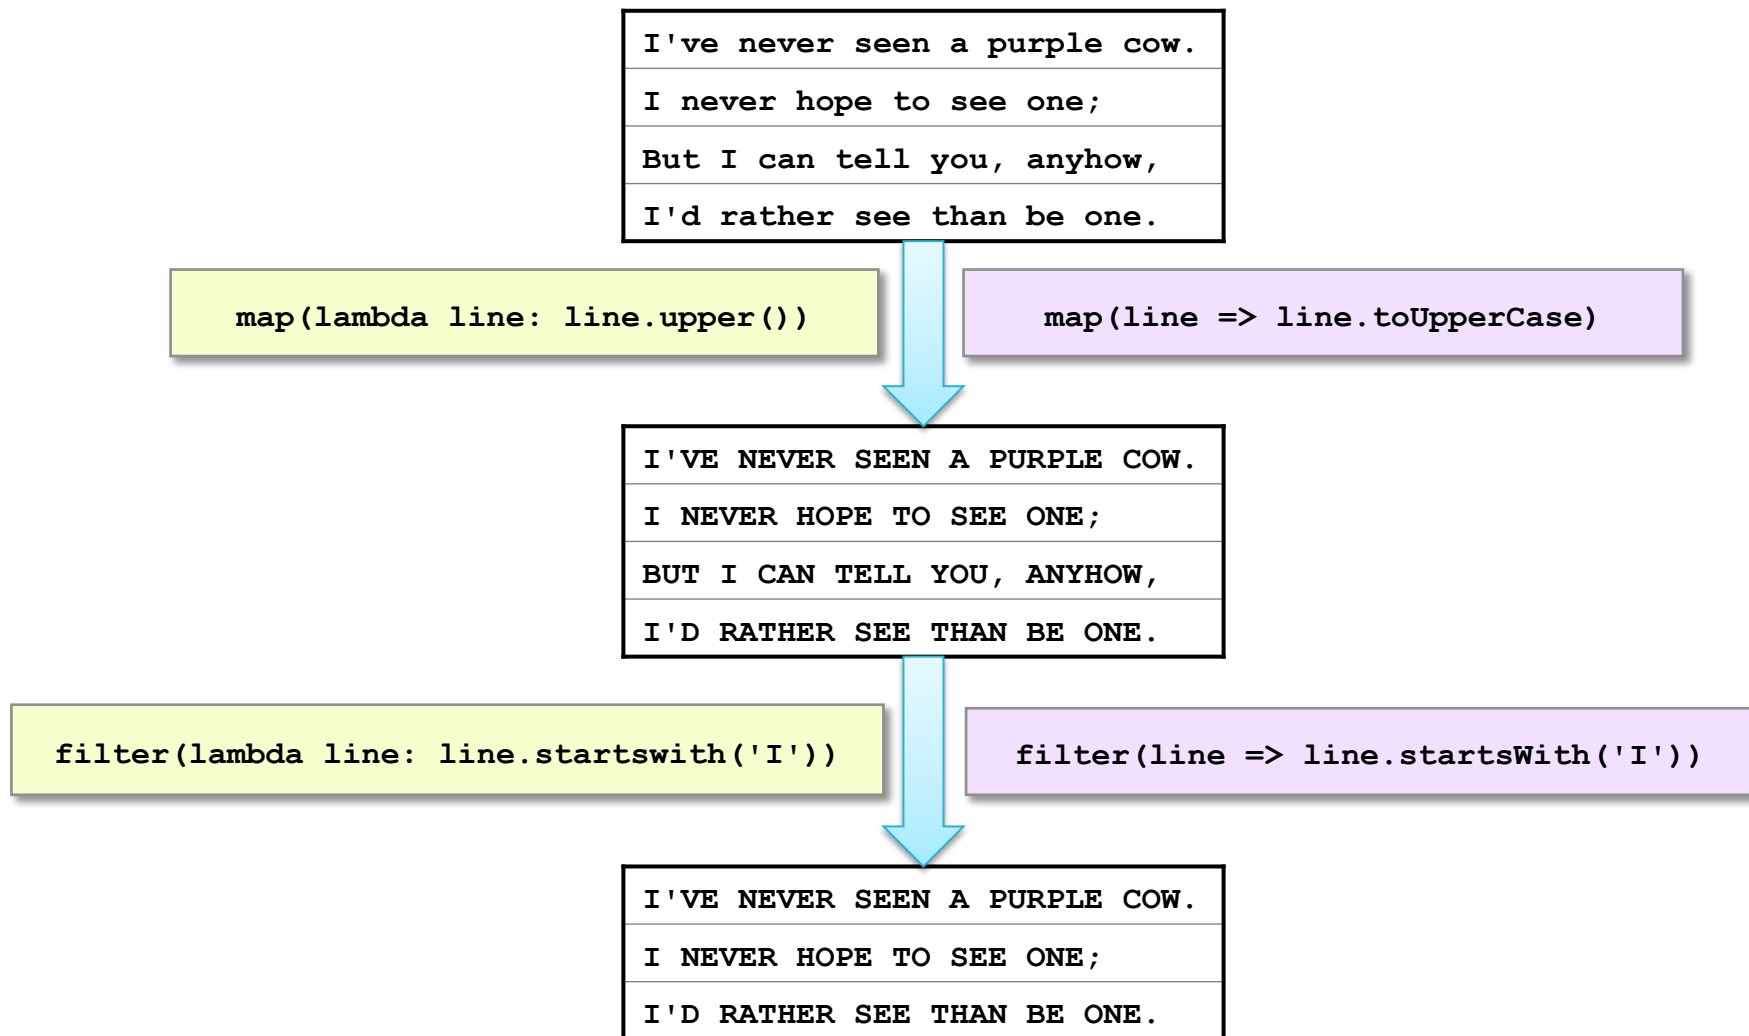 I've never seen a purple cow.
I never hope to see one;
But I can tell you, anyhow,
I'd rather see than be one.
map(lambda line: line.upper())
map(line => line.toUpperCase)
I'VE NEVER SEEN A PURPLE COW.
I NEVER HOPE TO SEE ONE;
BUT I CAN TELL YOU, ANYHOW,
I'D RATHER SEE THAN BE ONE.
filter(lambda line: line.startswith('I'))
filter(line => line.startsWith('I'))
I'VE NEVER SEEN A PURPLE COW.
I NEVER HOPE TO SEE ONE;
I'D RATHER SEE THAN BE ONE.